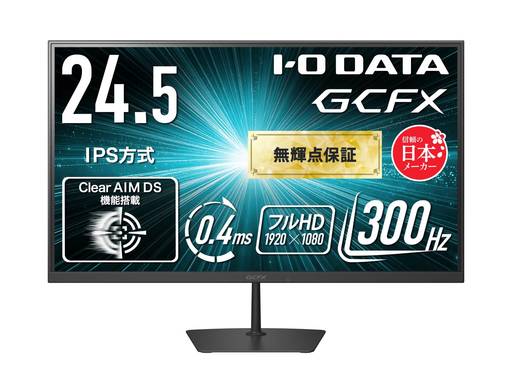 24.5
I-O DATA
GCFX
IPS方式
無輝点保証
信頼の
日本
メーカー
Clear AIM DS
機能搭載
0.4ms
フルHD
1920×1080
300Hz
GCFX